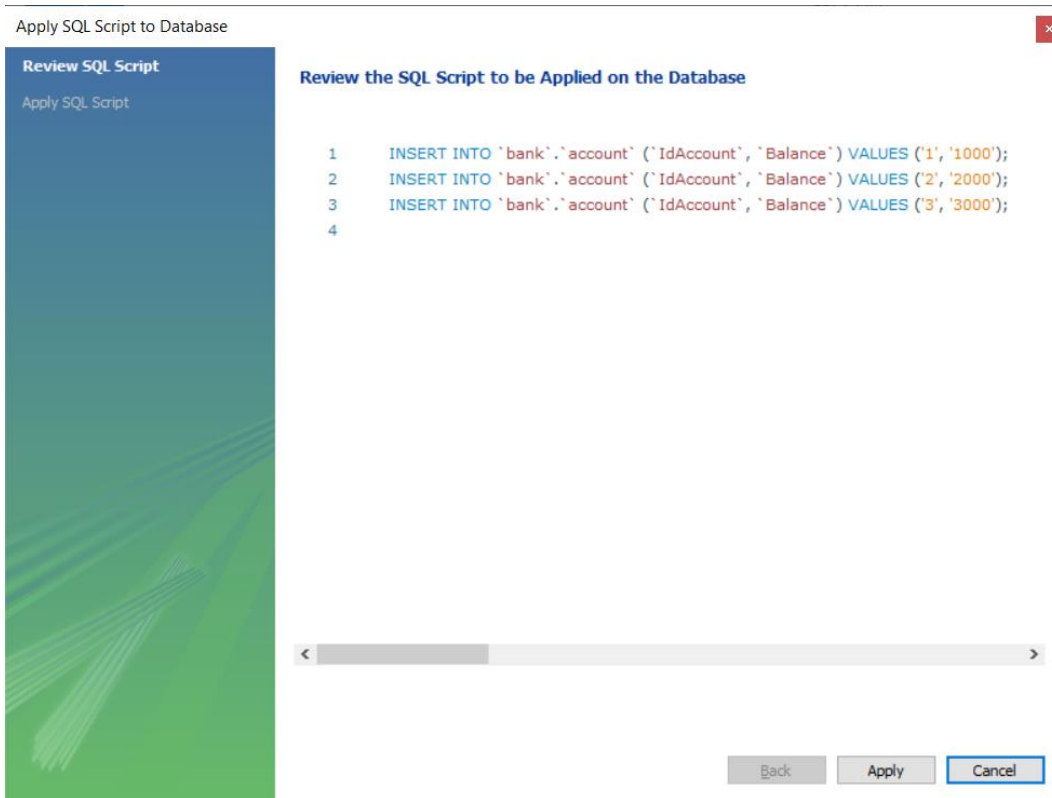 Apply SQL Script to Database
Review SQL Script
Apply SQL Script
Review the SQL Script to be Applied on the Database
1 INSERT INTO `bank`.`account` (`IdAccount`, `Balance`) VALUES ('1', '1000');
2 INSERT INTO `bank`.`account` (`IdAccount`, `Balance`) VALUES ('2', '2000');
3 INSERT INTO `bank`.`account` (`IdAccount`, `Balance`) VALUES ('3', '3000');
4
Back Apply Cancel